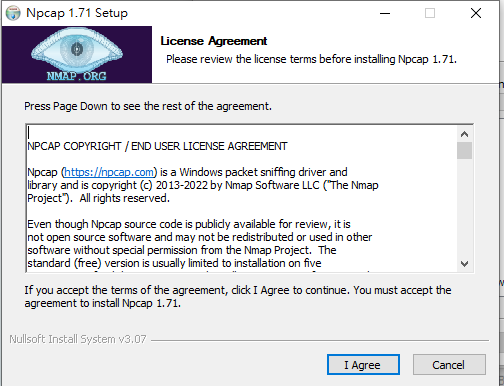 Npcap 1.71 Setup
NMAP.ORG
License Agreement
Please review the license terms before installing Npcap 1.71.
Press Page Down to see the rest of the agreement.
NPCAP COPYRIGHT / END USER LICENSE AGREEMENT
Npcap (https://npcap.com) is a Windows packet sniffing driver and
library and is copyright (c) 2013-2022 by Nmap Software LLC ("The Nmap
Project").  All rights reserved.
Even though Npcap source code is publicly available for review, it is
not open source software and may not be redistributed or used in other
software without special permission from the Nmap Project.  The
standard (free) version is usually limited to installation on five
If you accept the terms of the agreement, click I Agree to continue. You must accept the
agreement to install Npcap 1.71.
Nullsoft Install System v3.07
I Agree
Cancel